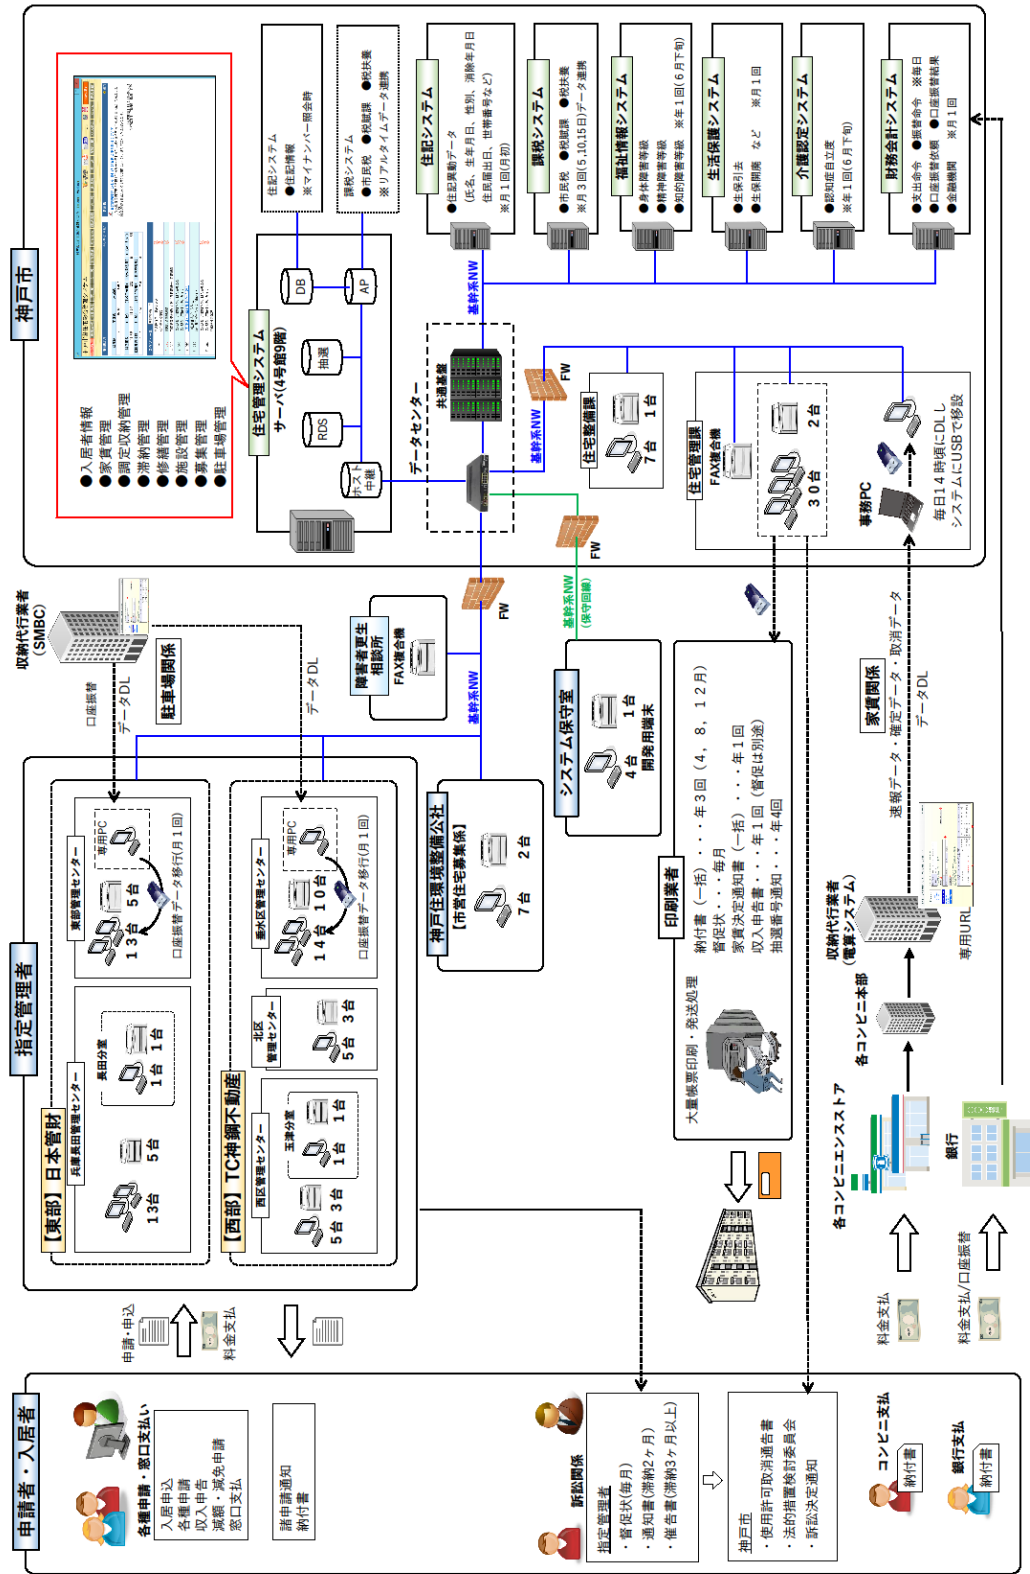 申請者・入居者
各種申請・窓口支払い
入居申込
各種申請
収入申告
減額・減免申請
窓口支払
諸申請通知
納付書
訴訟関係
指定管理者
・督促状(毎月)
・通知書(滞納2ヶ月)
・催告書(滞納3ヶ月以上)
神戸市
・使用許可取消通告書
・法的措置検討委員会
・訴訟決定通知
コンビニ支払
納付書
銀行支払
納付書
申請・申込
料金支払
料金支払
料金支払/口座振替
指定管理者
【東部】日本管財
兵庫長田管理センター
13台
5台
長田分室
1台
1台
東部管理センター
13台
5台
専用PC
口座振替データ移行(月1回)
【西部】TC神鋼不動産
西区管理センター
5台
3台
玉津分室
1台
1台
北区
管理センター
5台
3台
垂水区管理センター
14台
10台
専用PC
口座振替データ移行(月1回)
収納代行業者
(SMBC)
口座振替
データDL
駐車場関係
データDL
障害者更生
相談所
FAX複合機
基幹系NW
FW
神戸住環境整備公社
【市営住宅募集係】
7台
2台
システム保守室
4台
1台
開発用端末
基幹系NW
(保守回線)
FW
印刷業者
大量帳票印刷・発送処理
納付書(一括)・・・年3回(4,8,12月)
督促状・・・毎月
家賃決定通知書(一括)・・・年1回
収入申告書・・・年1回(督促は別途)
抽選番号通知・・・年4回
各コンビニエンスストア
銀行
各コンビニ本部
収納代行業者
(電算システム)
専用URL
家賃関係
速報データ・確定データ・取消データ
データDL
神戸市
●入居者情報
●家賃管理
●調定収納管理
●滞納管理
●修繕管理
●施設管理
●募集管理
●駐車場管理
住宅管理システム
サーバ(4号館9階)
ホスト
中継
RDS
抽選
DB
AP
住記システム
●住記情報
※マイナンバー照会時
課税システム
●市民税 ●税賦課 ●税扶養
※リアルタイムデータ連携
データセンター
共通基盤
基幹系NW
住記システム
●住記異動データ
(氏名、生年月日、性別、消除年月日
住民届出日、世帯番号など)
※月1回(月初)
課税システム
●市民税 ●税賦課 ●税扶養
※月3回(5,10,15日)データ連携
福祉情報システム
●身体障害等級
●精神障害等級
●知的障害等級 ※年1回(6月下旬)
生活保護システム
●生保引去
●生保開廃 など ※月1回
介護認定システム
●認知症自立度
※年1回(6月下旬)
財務会計システム
●支出命令 ●振替命令 ※毎日
●口座振替依頼 ●口座振替結果
●金融機関 ※月1回
基幹系NW
FW
住宅整備課
7台
1台
住宅管理課
FAX複合機
30台
2台
事務PC
毎日14時頃にDLし
システムにUSBで移設